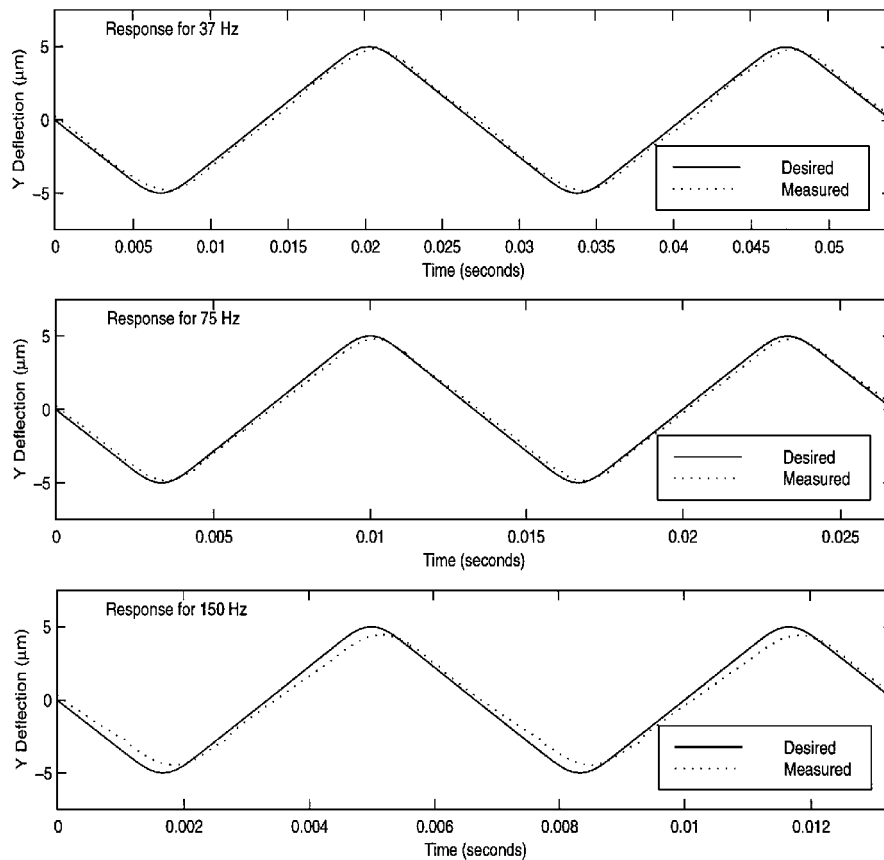 Response for 37 Hz
5
0
−5
Y Deflection (μm)
Desired
Measured
0 0.005 0.01 0.015 0.02 0.025 0.03 0.035 0.04 0.045 0.05
Time (seconds)
Response for 75 Hz
5
0
−5
Y Deflection (μm)
Desired
Measured
0 0.005 0.01 0.015 0.02 0.025
Time (seconds)
Response for 150 Hz
5
0
−5
Y Deflection (μm)
Desired
Measured
0 0.002 0.004 0.006 0.008 0.01 0.012
Time (seconds)